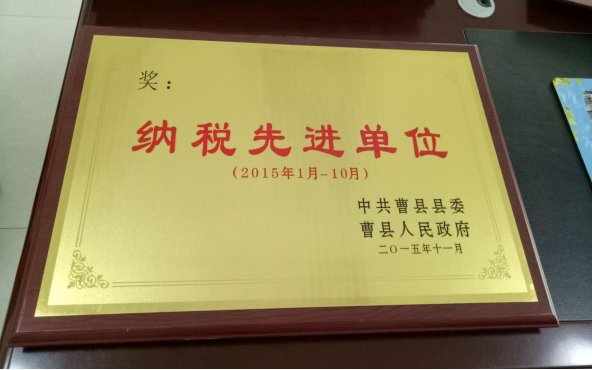 奖：
纳税先进单位
(2015年1月-10月)
中共曹县县委
曹县人民政府
二〇一五年十一月